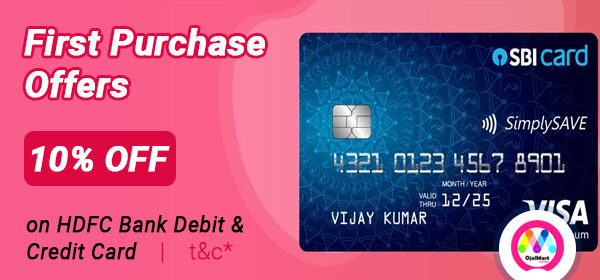 First Purchase
Offers
10% OFF
on HDFC Bank Debit &
Credit Card | t&c*
SBI card
SimplySAVE
4321 0123 4567 8901
MONTH / YEAR
VALID
THRU 12/25
VIJAY KUMAR
VISA
OjolMart